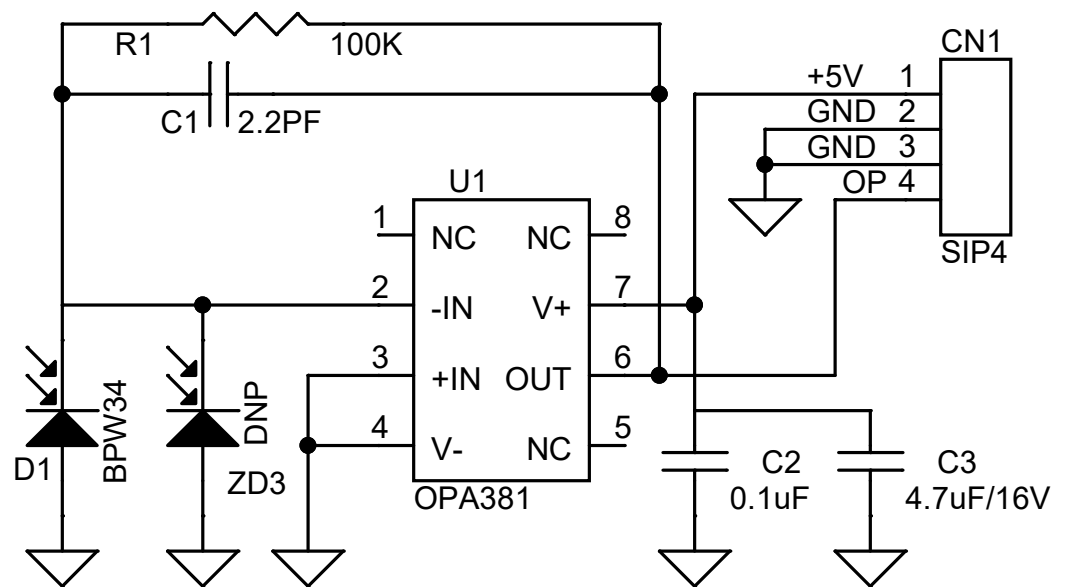 CN1
R1 100K
+5V 1
GND 2
C1 2.2PF
GND 3
OP 4
U1
SIP4
1 NC NC 8
2 -IN V+ 7
3 +IN OUT 6
4 V- NC 5
OPA381
D1 BPW34
ZD3 DNP
C2
0.1uF
C3
4.7uF/16V